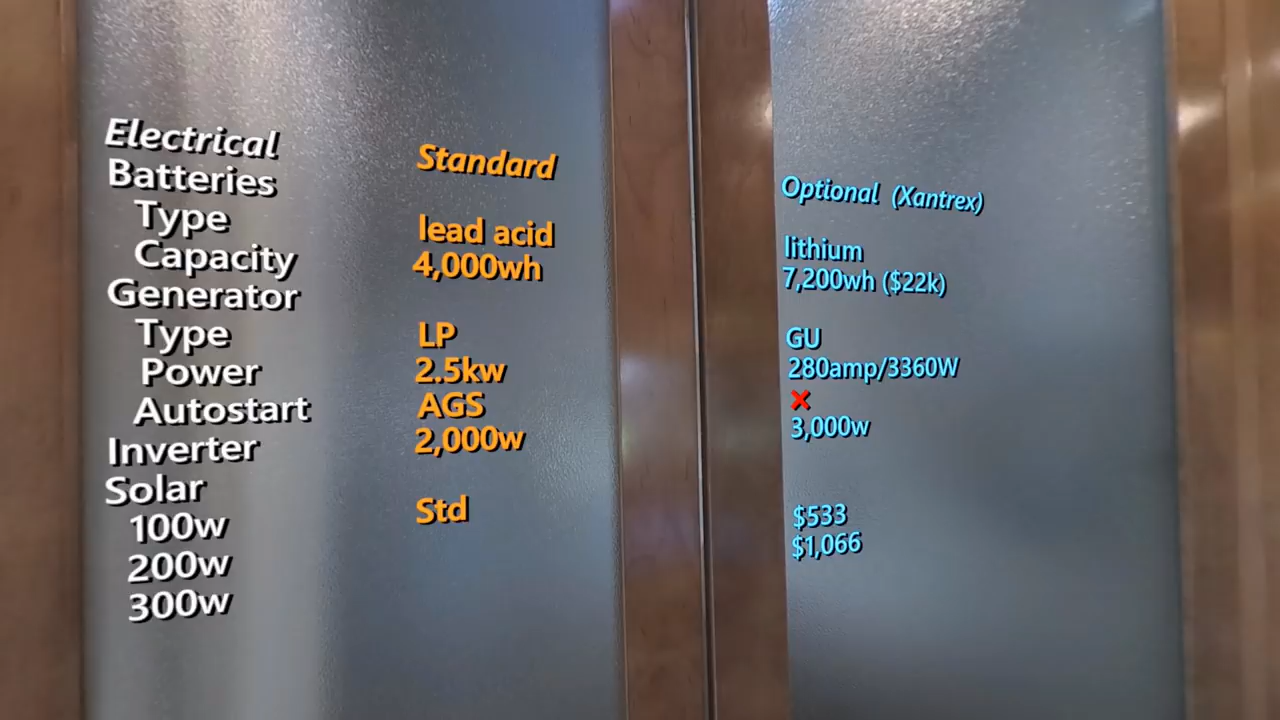 Electrical Standard Optional (Xantrex)
Batteries
Type lead acid lithium
Capacity 4,000wh 7,200wh ($22k)
Generator
Type LP GU
Power 2.5kw 280amp/3360W
Autostart AGS ❌
Inverter 2,000w 3,000w
Solar
100w Std
200w $533
300w $1,066